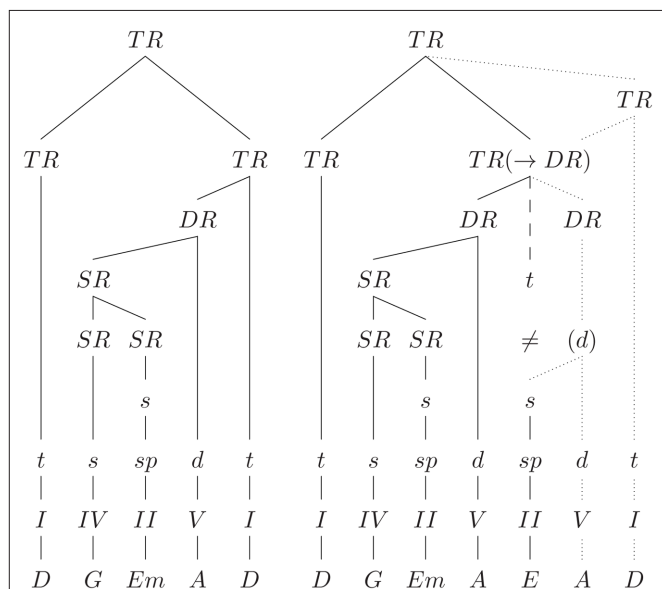 TR TR
TR
TR TR TR TR(→ DR)
DR DR DR
SR SR t
SR SR SR SR ≠ (d)
s s s
t s sp d t t s sp d sp d t
I IV II V I I IV II V II V I
D G Em A D D G Em A E A D